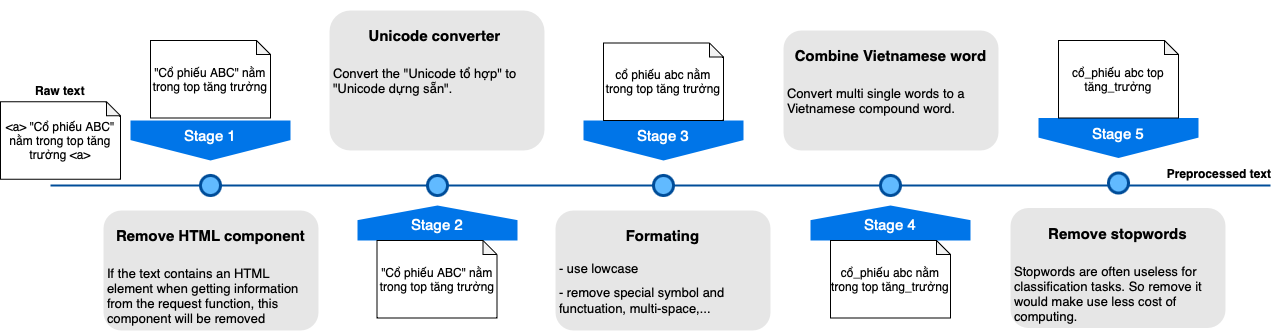 Raw text
<a> "Cổ phiếu ABC"
nằm trong top tăng
trưởng <a>
"Cổ phiếu ABC" nằm
trong top tăng trưởng
Stage 1
Remove HTML component
If the text contains an HTML
element when getting information
from the request function, this
component will be removed
Unicode converter
Convert the "Unicode tổ hợp" to
"Unicode dựng sẵn".
Stage 2
"Cổ phiếu ABC" nằm
trong top tăng trưởng
cổ phiếu abc nằm
trong top tăng trưởng
Stage 3
Formating
- use lowcase
- remove special symbol and
functuation, multi-space,...
Combine Vietnamese word
Convert multi single words to a
Vietnamese compound word.
Stage 4
cổ_phiếu abc nằm
trong top tăng_trưởng
cổ_phiếu abc top
tăng_trưởng
Stage 5
Preprocessed text
Remove stopwords
Stopwords are often useless for
classification tasks. So remove it
would make use less cost of
computing.